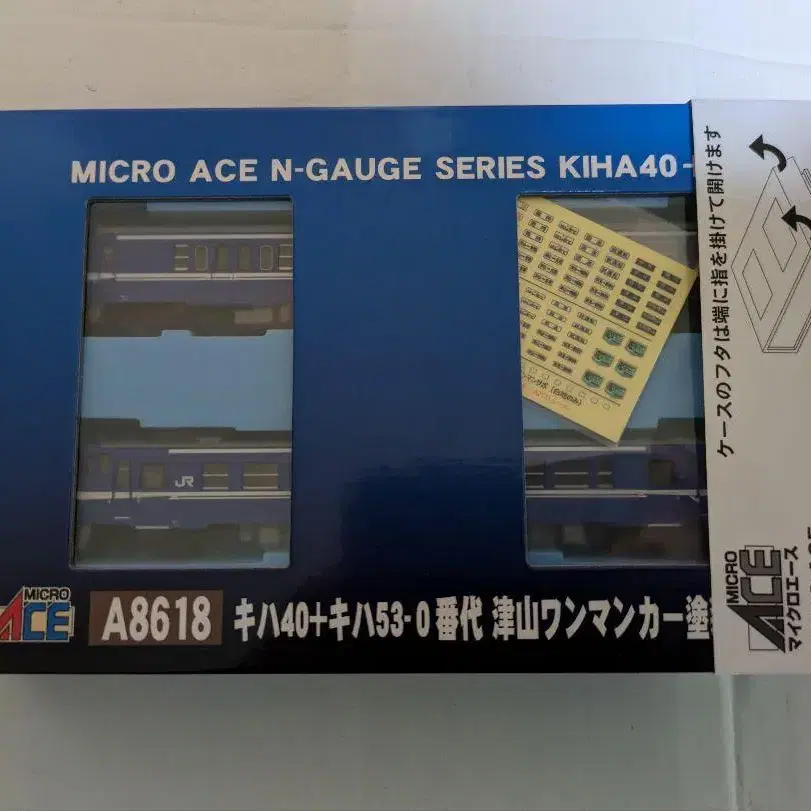 MICRO ACE N-GAUGE SERIES KIHA40-
ケースのフタは端に指を掛けて開けます
JR
MICRO
ACE
A8618
キハ40+キハ53-0番代 津山ワンマンカー塗
MICRO
ACE
マイクロエース